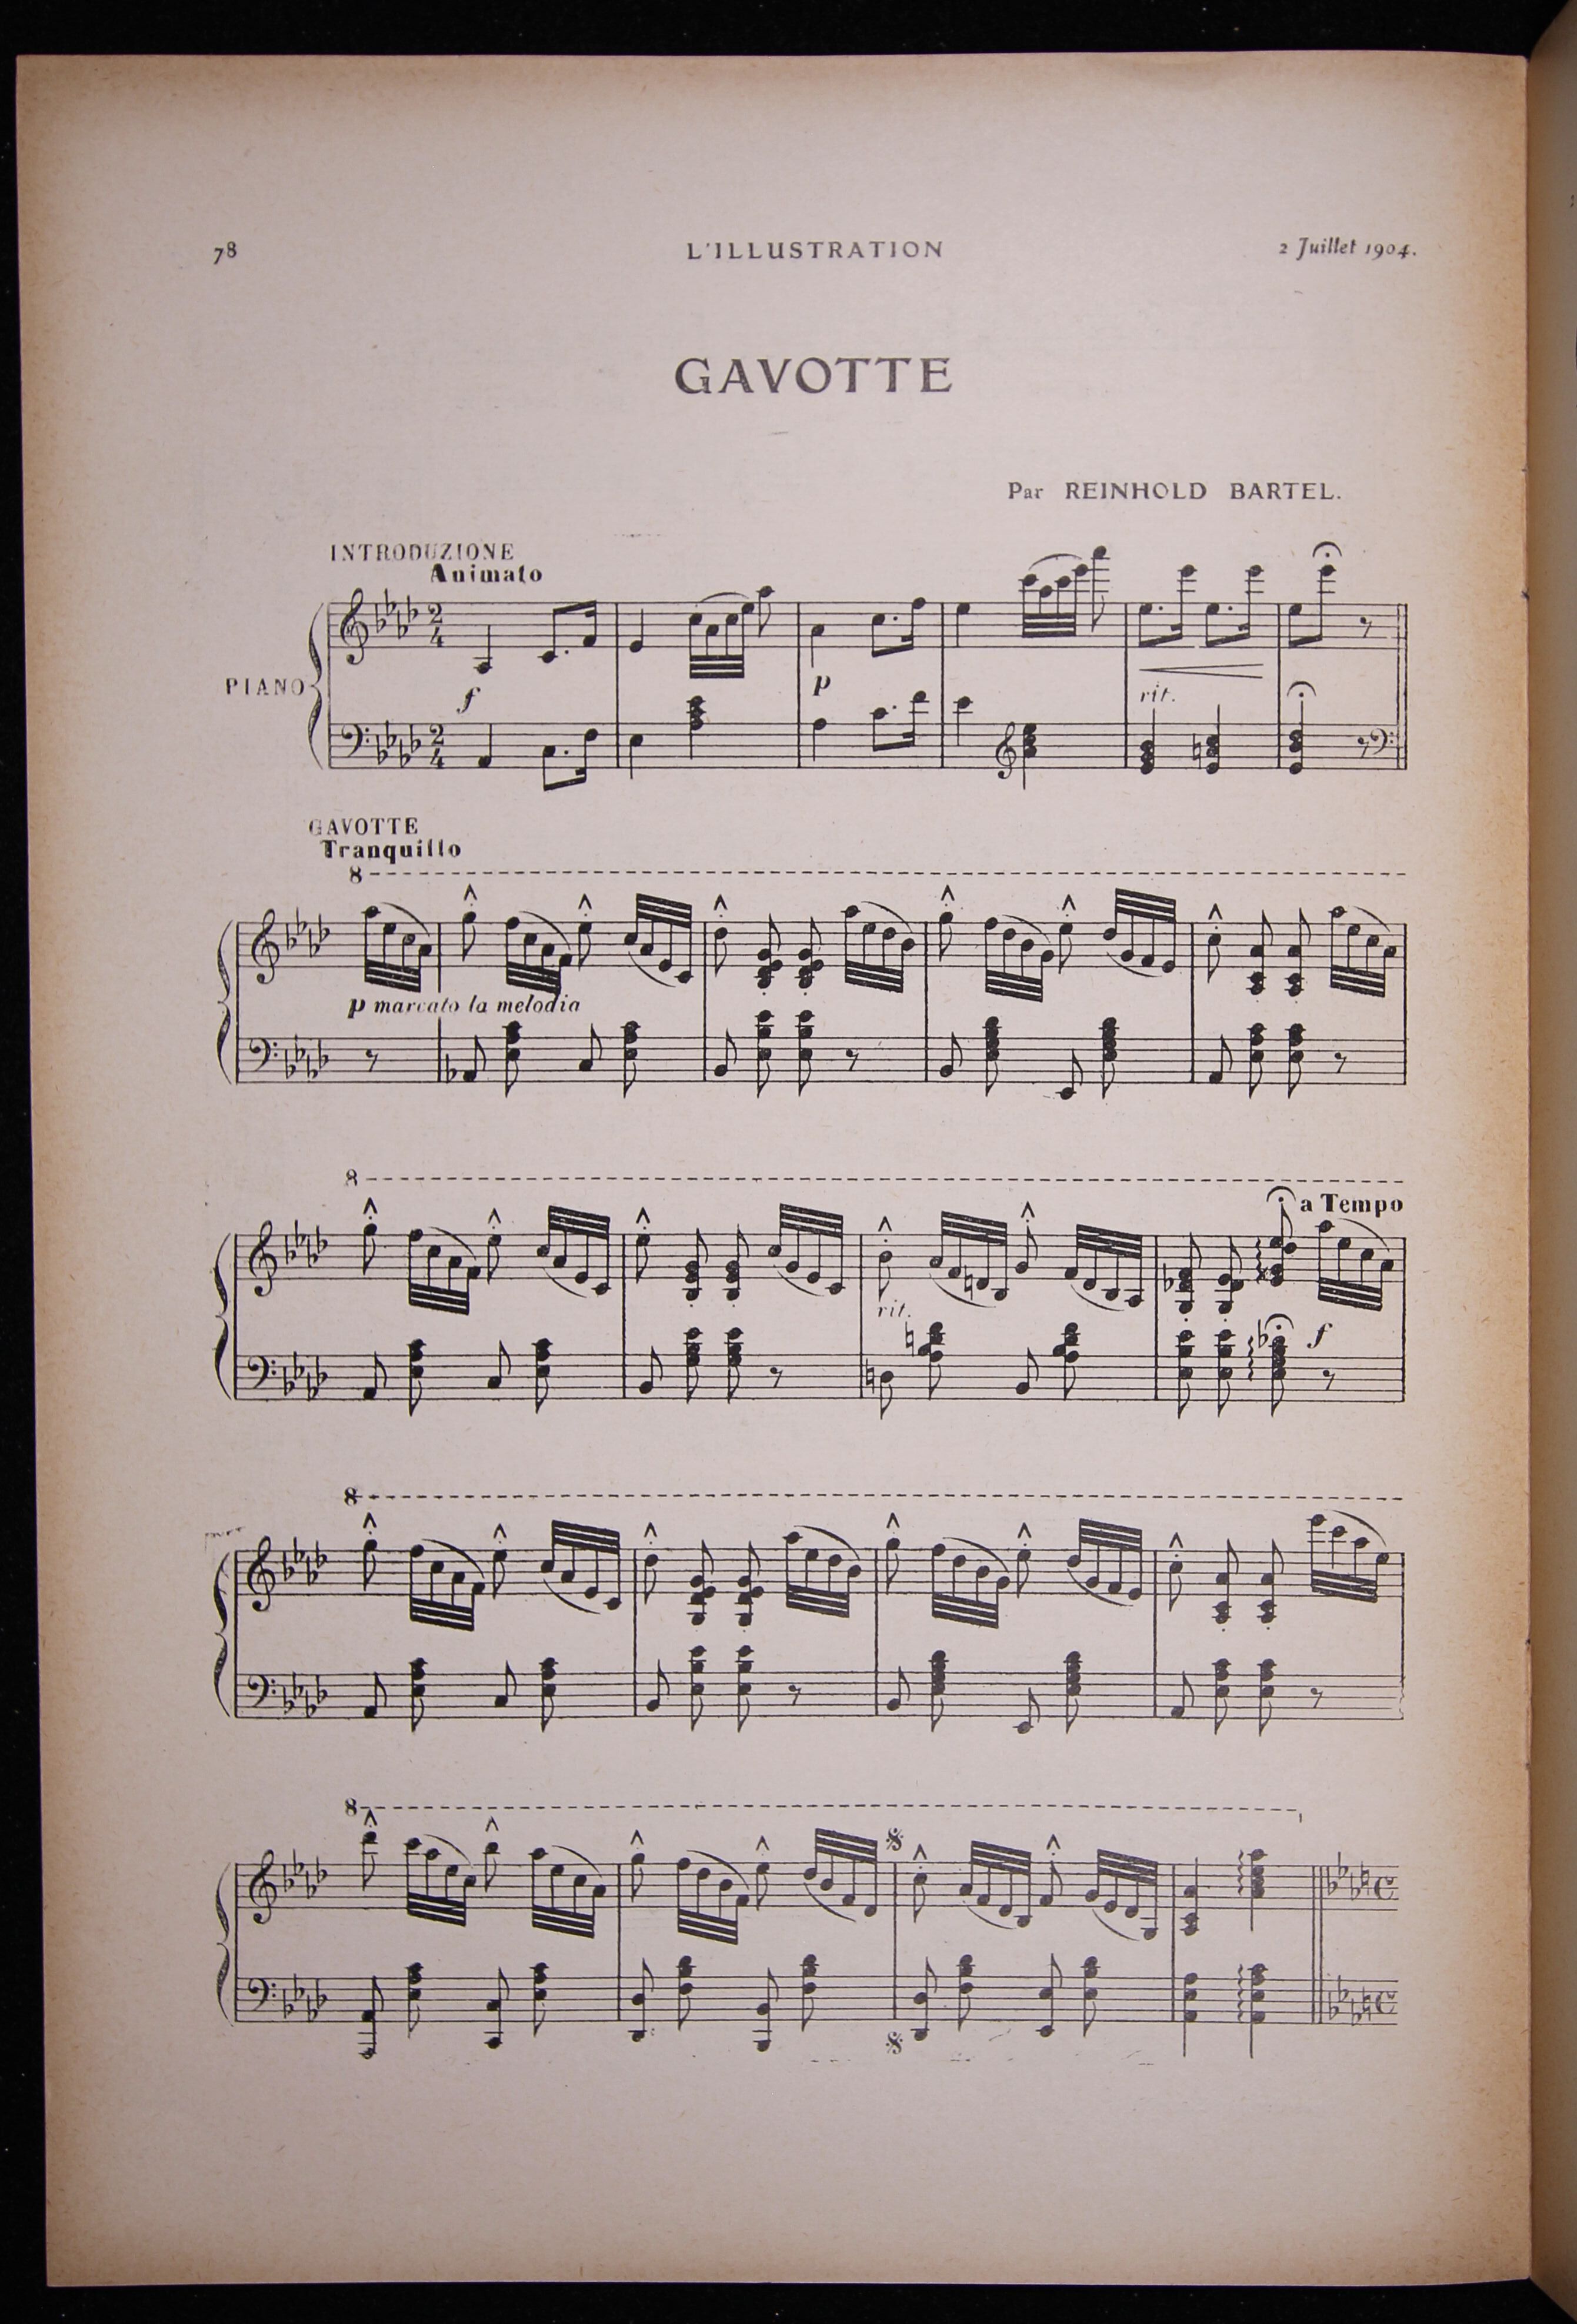 78 L'ILLUSTRATION 2 Juillet 1904.
GAVOTTE
Par REINHOLD BARTEL.
INTRODUZIONE
Animato
PIANO
f
p
rit.
GAVOTTE
Tranquillo
8
p marcato la melodia
8
a Tempo
rit.
f
8
8